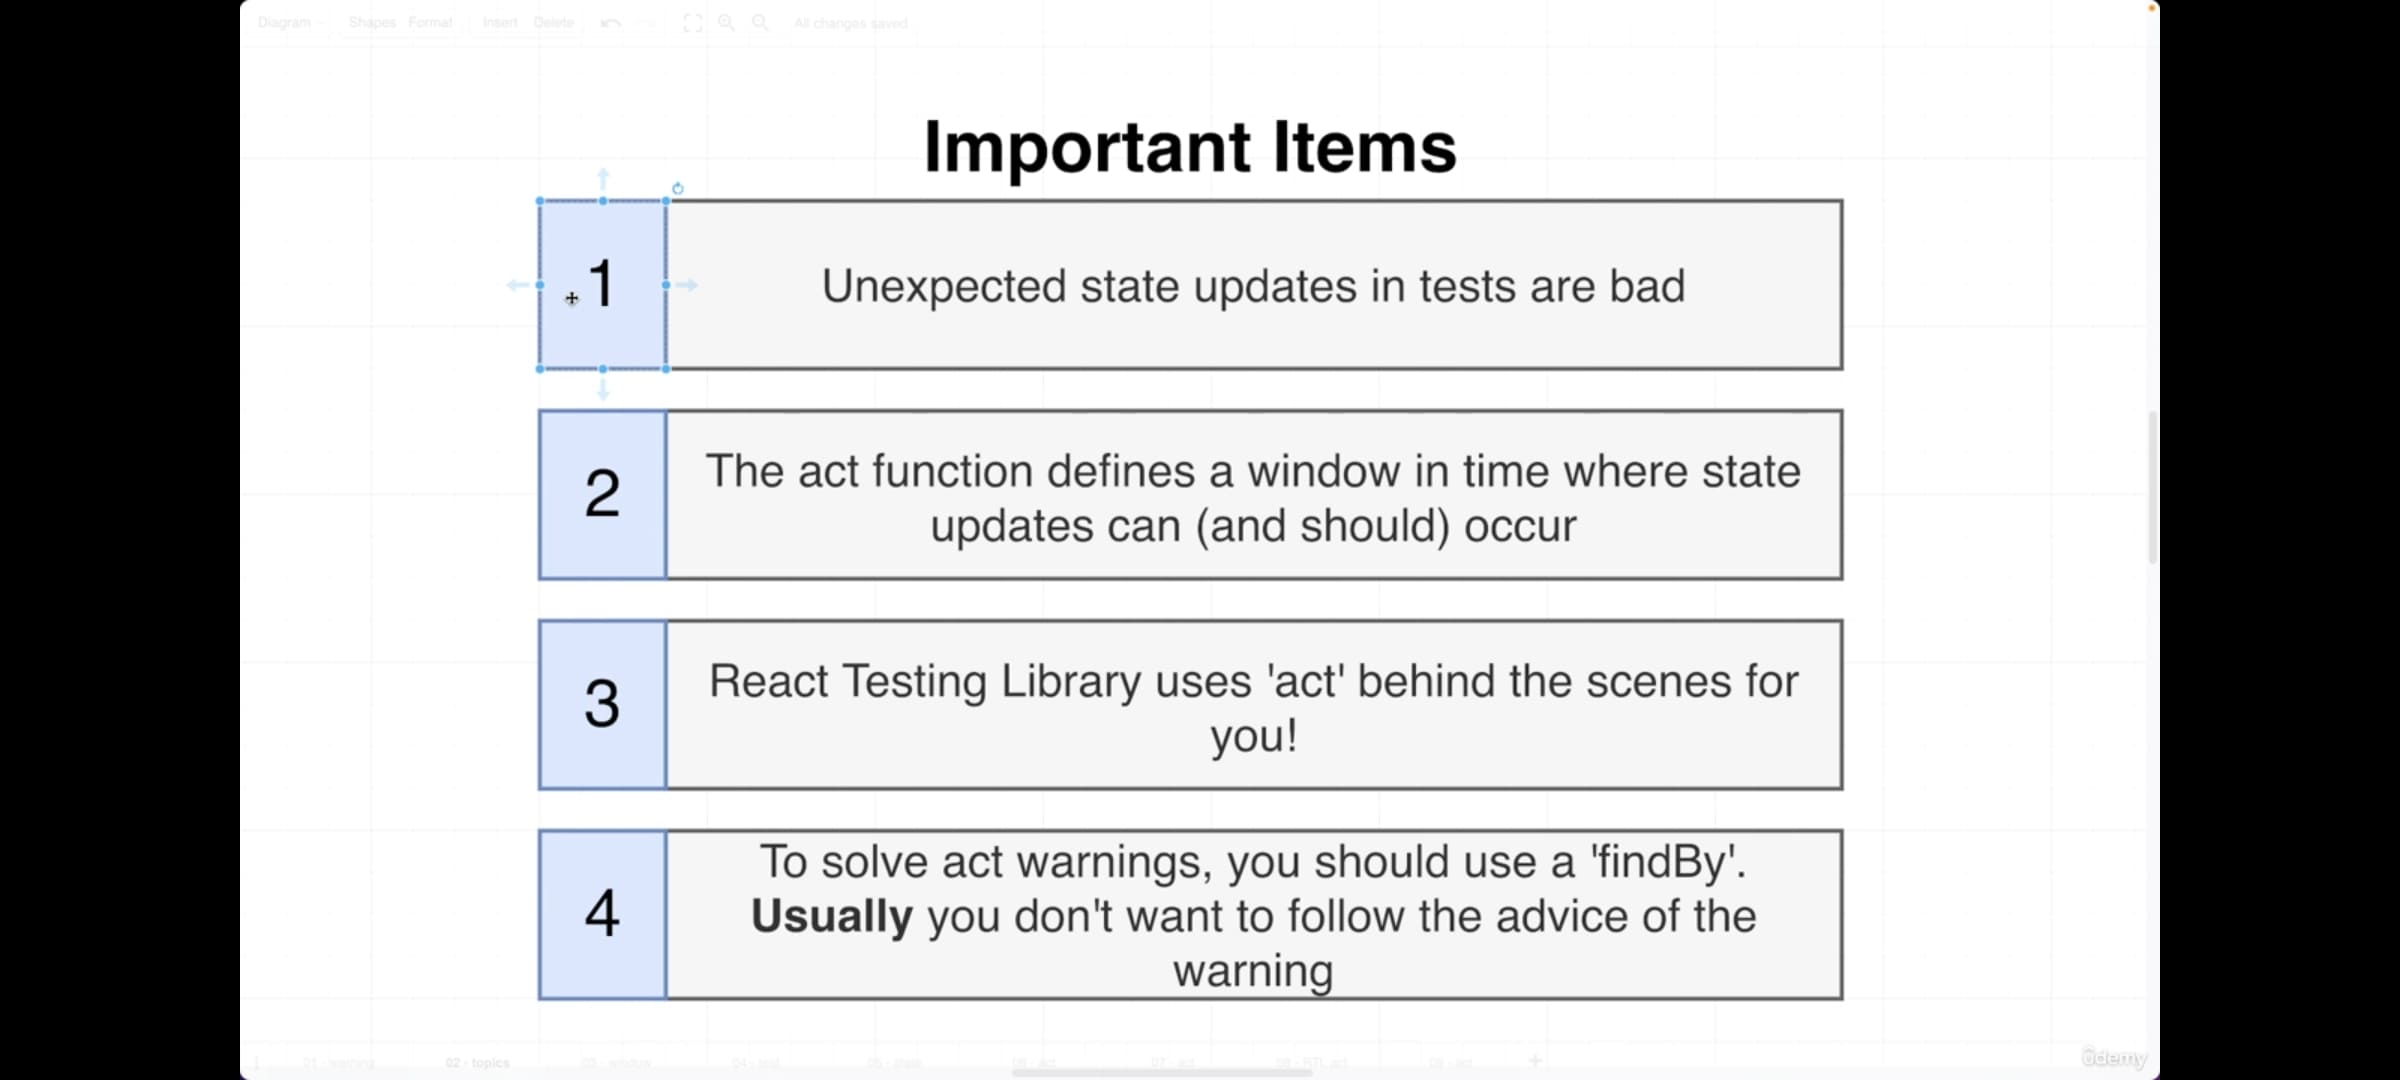 Diagram Shapes Format Insert Delete All changes saved
Important Items
1
Unexpected state updates in tests are bad
2
The act function defines a window in time where state
updates can (and should) occur
3
React Testing Library uses 'act' behind the scenes for
you!
4
To solve act warnings, you should use a 'findBy'.
Usually you don't want to follow the advice of the
warning
01 - warning 02 - topics 03 - window 04 - test 06 - act 07 - act 08 - RTL act 09 - act
ûdemy